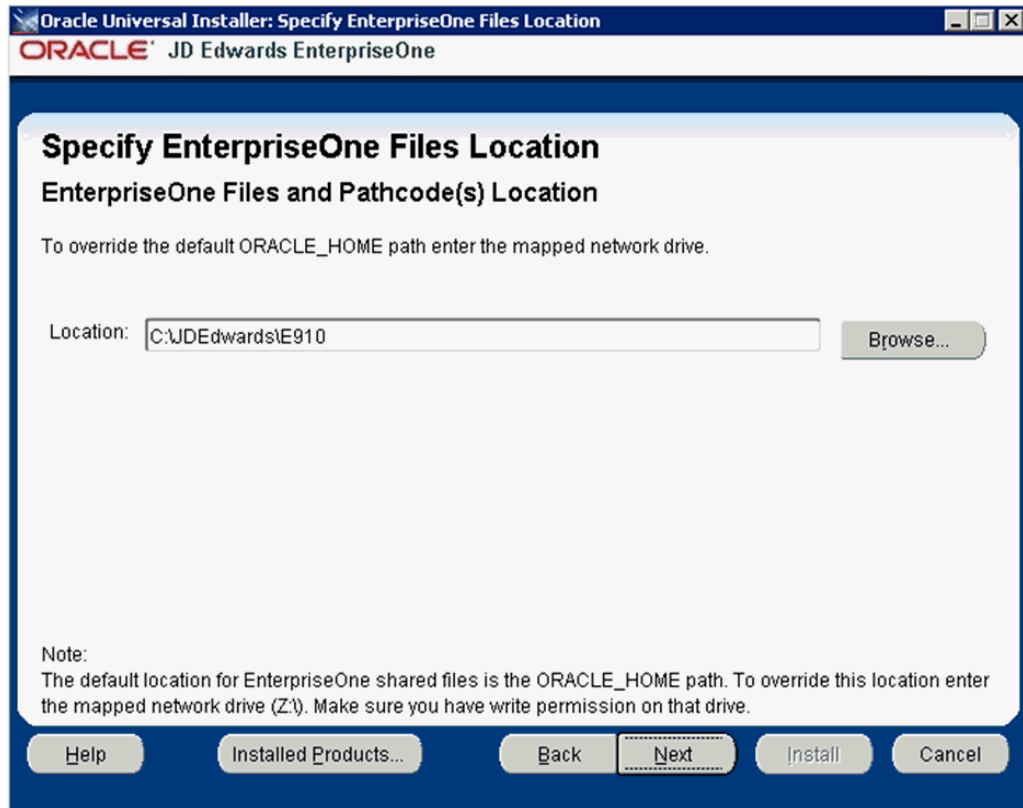 Oracle Universal Installer: Specify EnterpriseOne Files Location
ORACLE JD Edwards EnterpriseOne
Specify EnterpriseOne Files Location
EnterpriseOne Files and Pathcode(s) Location
To override the default ORACLE_HOME path enter the mapped network drive.
Location: C:\JDEdwards\E910 Browse...
Note:
The default location for EnterpriseOne shared files is the ORACLE_HOME path. To override this location enter
the mapped network drive (Z:\). Make sure you have write permission on that drive.
Help Installed Products... Back Next Install Cancel